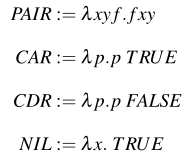 PAIR := λxyf.fxy
CAR := λp.p TRUE
CDR := λp.p FALSE
NIL := λx. TRUE